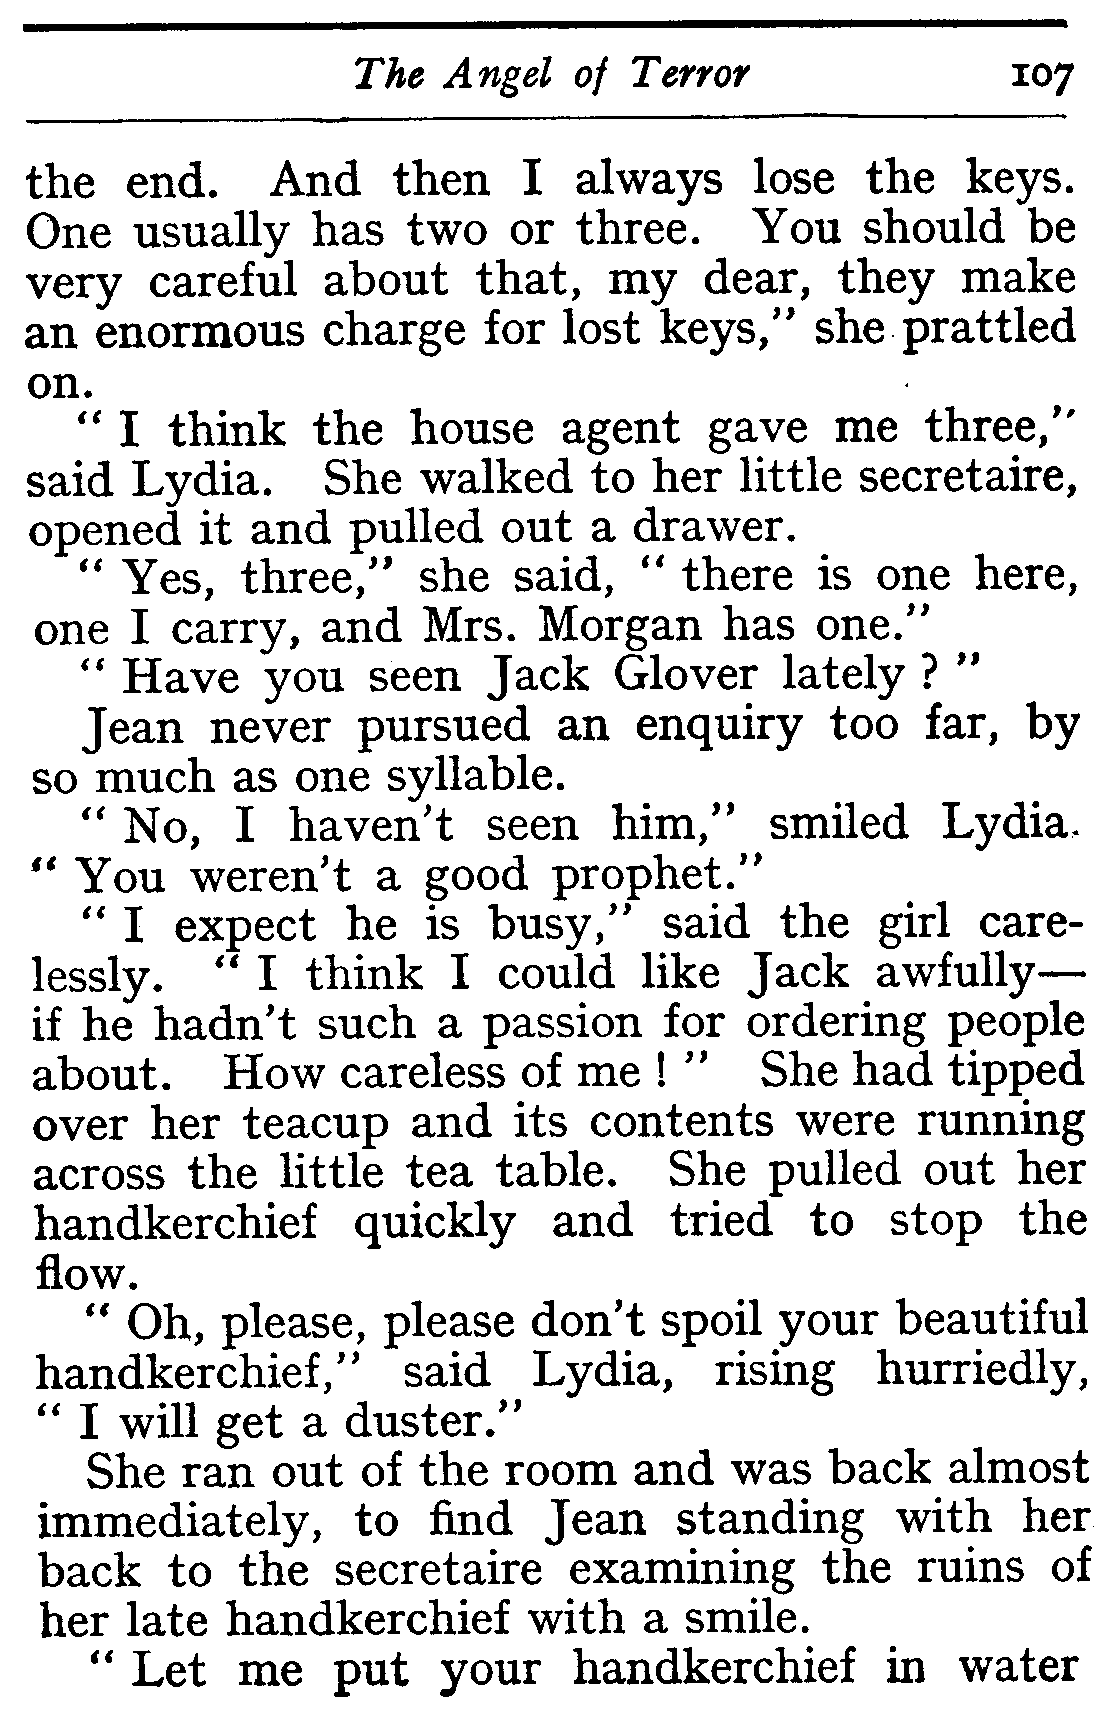 The Angel of Terror 107
the end. And then I always lose the keys.
One usually has two or three. You should be
very careful about that, my dear, they make
an enormous charge for lost keys,” she prattled
on.
“ I think the house agent gave me three,”
said Lydia. She walked to her little secretaire,
opened it and pulled out a drawer.
“ Yes, three,” she said, “ there is one here,
one I carry, and Mrs. Morgan has one.”
“ Have you seen Jack Glover lately ? ”
Jean never pursued an enquiry too far, by
so much as one syllable.
“ No, I haven't seen him,” smiled Lydia.
“ You weren't a good prophet.”
“ I expect he is busy,” said the girl care-
lessly. “ I think I could like Jack awfully—
if he hadn't such a passion for ordering people
about. How careless of me ! ” She had tipped
over her teacup and its contents were running
across the little tea table. She pulled out her
handkerchief quickly and tried to stop the
flow.
“ Oh, please, please don't spoil your beautiful
handkerchief,” said Lydia, rising hurriedly,
“ I will get a duster.”
She ran out of the room and was back almost
immediately, to find Jean standing with her
back to the secretaire examining the ruins of
her late handkerchief with a smile.
“ Let me put your handkerchief in water